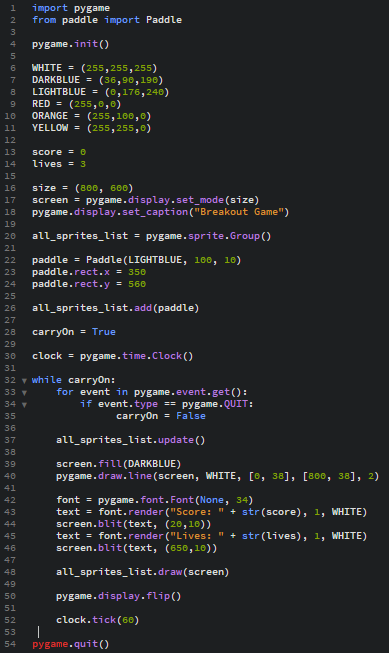 1 import pygame
2 from paddle import Paddle
3
4 pygame.init()
5
6 WHITE = (255,255,255)
7 DARKBLUE = (36,90,190)
8 LIGHTBLUE = (0,176,240)
9 RED = (255,0,0)
10 ORANGE = (255,100,0)
11 YELLOW = (255,255,0)
12
13 score = 0
14 lives = 3
15
16 size = (800, 600)
17 screen = pygame.display.set_mode(size)
18 pygame.display.set_caption("Breakout Game")
19
20 all_sprites_list = pygame.sprite.Group()
21
22 paddle = Paddle(LIGHTBLUE, 100, 10)
23 paddle.rect.x = 350
24 paddle.rect.y = 560
25
26 all_sprites_list.add(paddle)
27
28 carryOn = True
29
30 clock = pygame.time.Clock()
31
32 while carryOn:
33     for event in pygame.event.get():
34         if event.type == pygame.QUIT:
35               carryOn = False
36
37     all_sprites_list.update()
38
39     screen.fill(DARKBLUE)
40     pygame.draw.line(screen, WHITE, [0, 38], [800, 38], 2)
41
42     font = pygame.font.Font(None, 34)
43     text = font.render("Score: " + str(score), 1, WHITE)
44     screen.blit(text, (20,10))
45     text = font.render("Lives: " + str(lives), 1, WHITE)
46     screen.blit(text, (650,10))
47
48     all_sprites_list.draw(screen)
49
50     pygame.display.flip()
51
52     clock.tick(60)
53
54 pygame.quit()